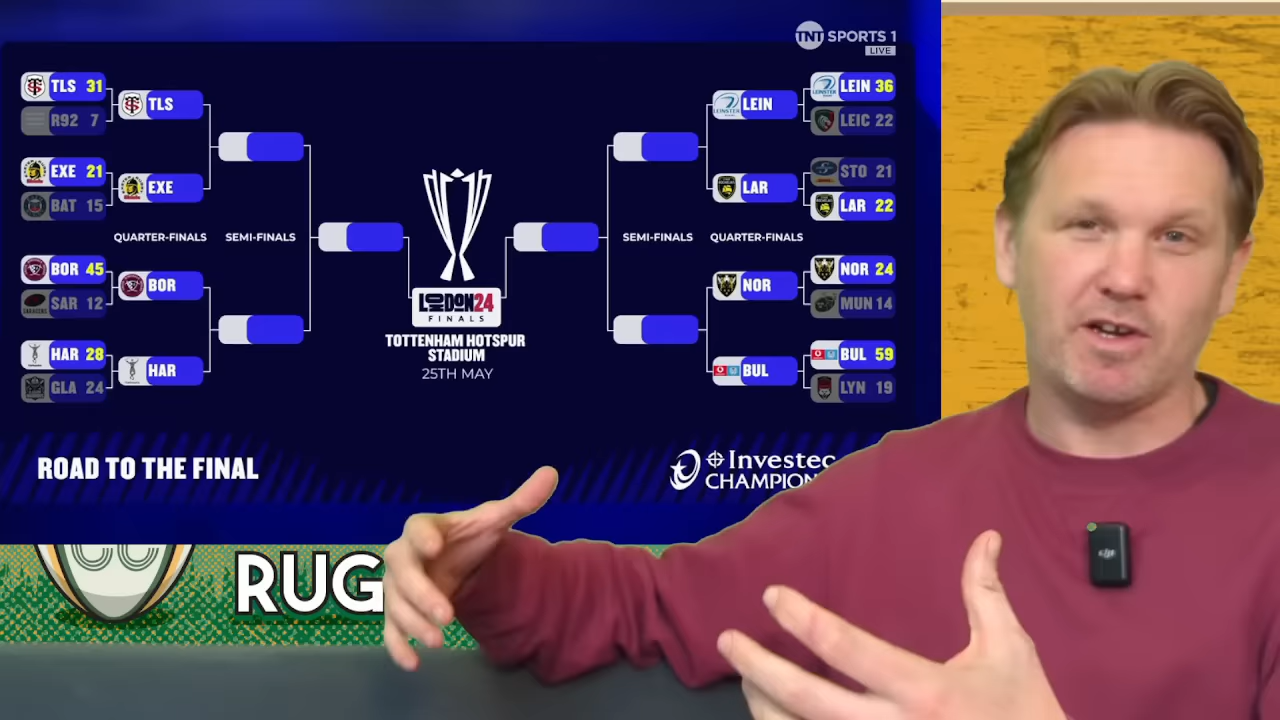 TNT SPORTS 1
LIVE
TLS 31
R92 7
TLS
EXE 21
BAT 15
EXE
QUARTER-FINALS
SEMI-FINALS
BOR 45
SAR 12
BOR
HAR 28
GLA 24
HAR
LONDON24
FINALS
TOTTENHAM HOTSPUR
STADIUM
25TH MAY
LEIN
LEIN 36
LEIC 22
LAR
STO 21
LAR 22
SEMI-FINALS
QUARTER-FINALS
NOR
NOR 24
MUN 14
BUL
BUL 59
LYN 19
ROAD TO THE FINAL
Investec
CHAMPION
CC
RUG
dji